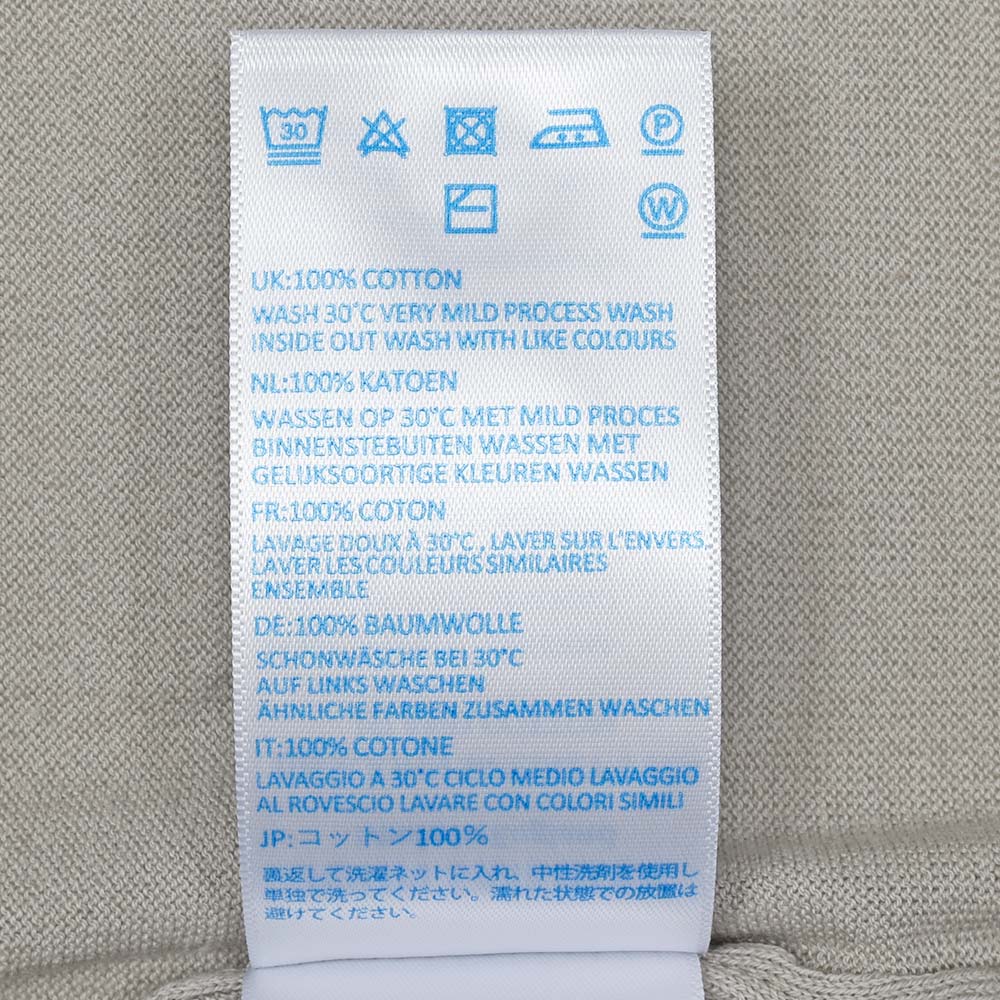 30
P
W
UK:100% COTTON
WASH 30°C VERY MILD PROCESS WASH
INSIDE OUT WASH WITH LIKE COLOURS
NL:100% KATOEN
WASSEN OP 30°C MET MILD PROCES
BINNENSTEBUITEN WASSEN MET
GELIJKSOORTIGE KLEUREN WASSEN
FR:100% COTON
LAVAGE DOUX À 30°C , LAVER SUR L'ENVERS.
LAVER LES COULEURS SIMILAIRES
ENSEMBLE
DE:100% BAUMWOLLE
SCHONWÄSCHE BEI 30°C
AUF LINKS WASCHEN
ÄHNLICHE FARBEN ZUSAMMEN WASCHEN
IT:100% COTONE
LAVAGGIO A 30°C CICLO MEDIO LAVAGGIO
AL ROVESCIO LAVARE CON COLORI SIMILI
JP:コットン100%
裏返して洗濯ネットに入れ、中性洗剤を使用し
単独で洗ってください。濡れた状態での放置は
避けてください。